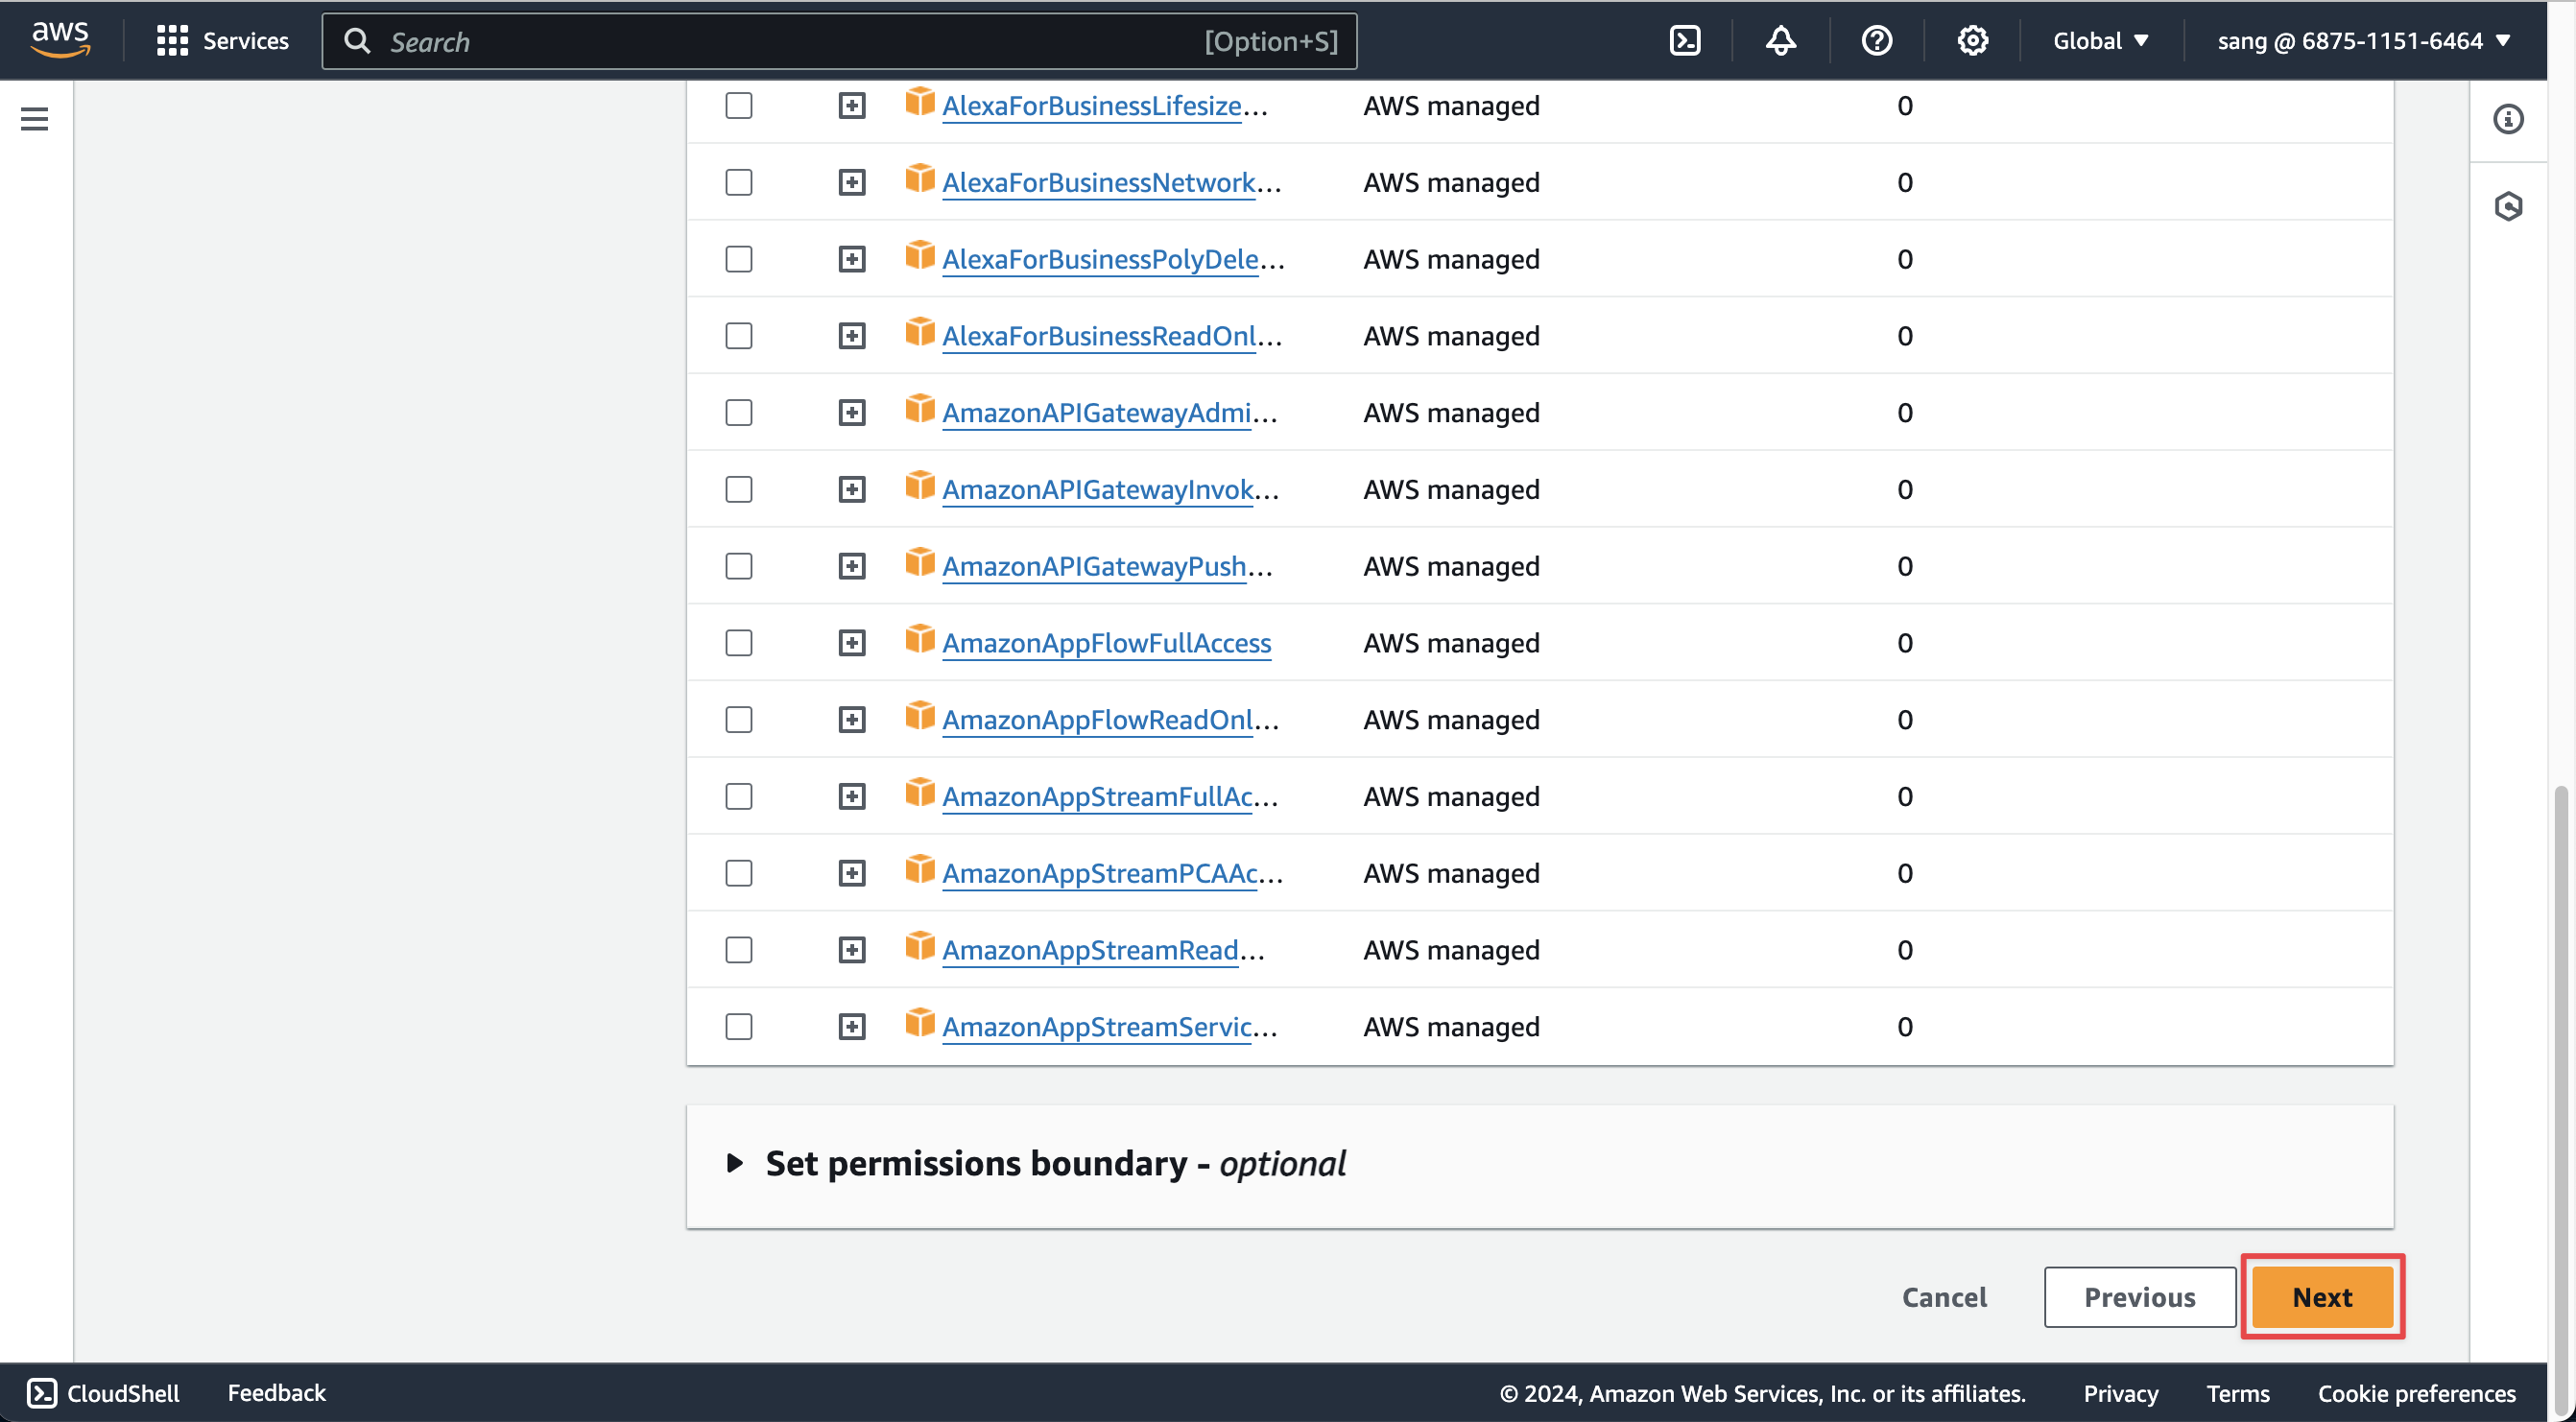 aws Services Search [Option+S] Global sang @ 6875-1151-6464
AlexaForBusinessLifesize... AWS managed 0
AlexaForBusinessNetwork... AWS managed 0
AlexaForBusinessPolyDele... AWS managed 0
AlexaForBusinessReadOnl... AWS managed 0
AmazonAPIGatewayAdmi... AWS managed 0
AmazonAPIGatewayInvok... AWS managed 0
AmazonAPIGatewayPush... AWS managed 0
AmazonAppFlowFullAccess AWS managed 0
AmazonAppFlowReadOnl... AWS managed 0
AmazonAppStreamFullAc... AWS managed 0
AmazonAppStreamPCAAc... AWS managed 0
AmazonAppStreamRead... AWS managed 0
AmazonAppStreamServic... AWS managed 0
Set permissions boundary - optional
Cancel Previous Next
CloudShell Feedback © 2024, Amazon Web Services, Inc. or its affiliates. Privacy Terms Cookie preferences